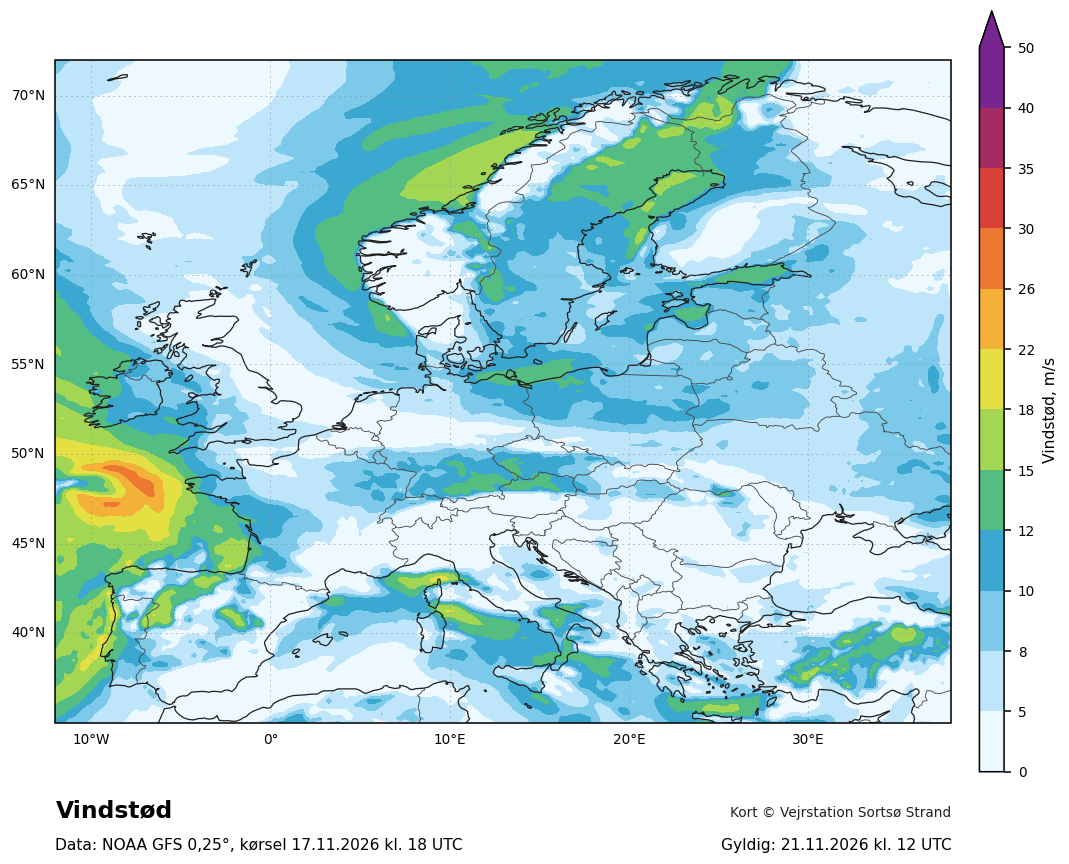 50
40
35
30
26
22
18
15
12
10
8
5
0
Vindstød, m/s
70°N
65°N
60°N
55°N
50°N
45°N
40°N
10°W
0°
10°E
20°E
30°E
Vindstød
Kort © Vejrstation Sortsø Strand
Data: NOAA GFS 0,25°, kørsel 17.11.2026 kl. 18 UTC
Gyldig: 21.11.2026 kl. 12 UTC